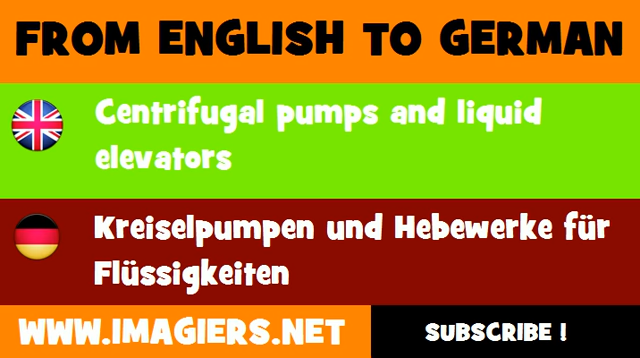 FROM ENGLISH TO GERMAN
Centrifugal pumps and liquid
elevators
Kreiselpumpen und Hebewerke für
Flüssigkeiten
WWW.IMAGIERS.NET
SUBSCRIBE !